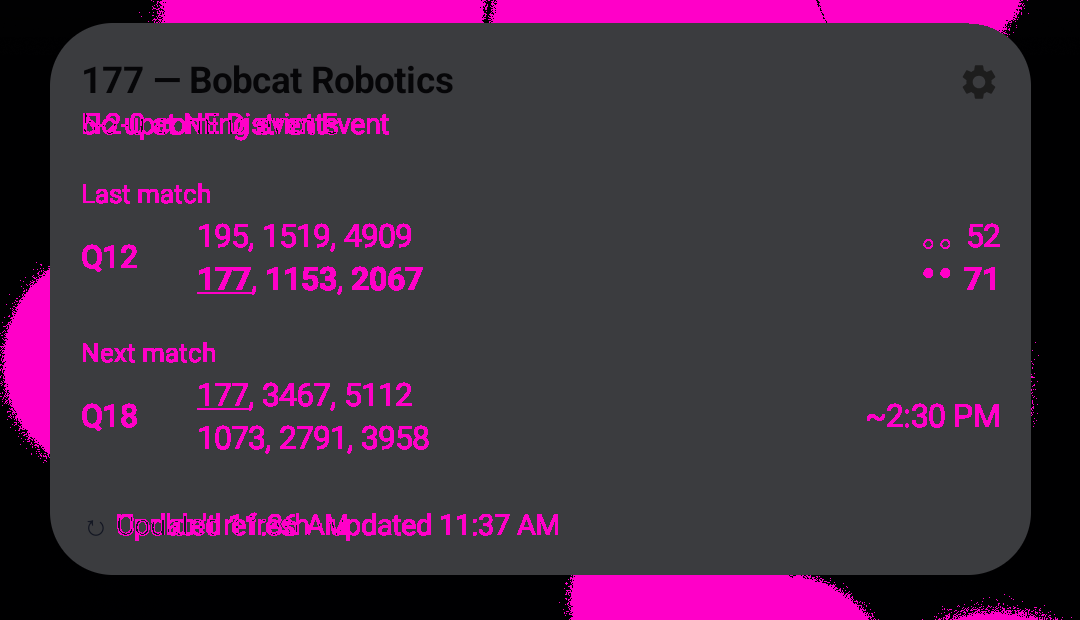 177 — Bobcat Robotics
Last match
Q12
195, 1519, 4909
52
177, 1153, 2067
71
Next match
Q18
177, 3467, 5112
1073, 2791, 3958
~2:30 PM
updated 11:37 AM